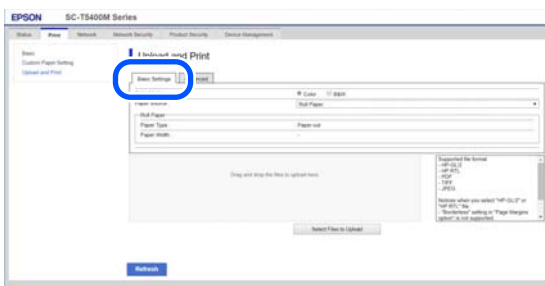 EPSON SC-T5400M Series
Status Print Network Network Security Product Security Device Management
Basic
Custom Paper Setting
Upload and Print
Upload and Print
Basic Settings
Color B&W
Roll Paper
Roll Paper
Paper Type Paper out
Paper Width -
Drag and drop the files to upload here.
Supported file format
- HP-GL/2
- HP RTL
- PDF
- TIFF
- JPEG
Notices when you select "HP-GL/2" or
"HP RTL" file
- "Borderless" setting in "Page Margins
option" is not supported.
Select Files to Upload
Refresh